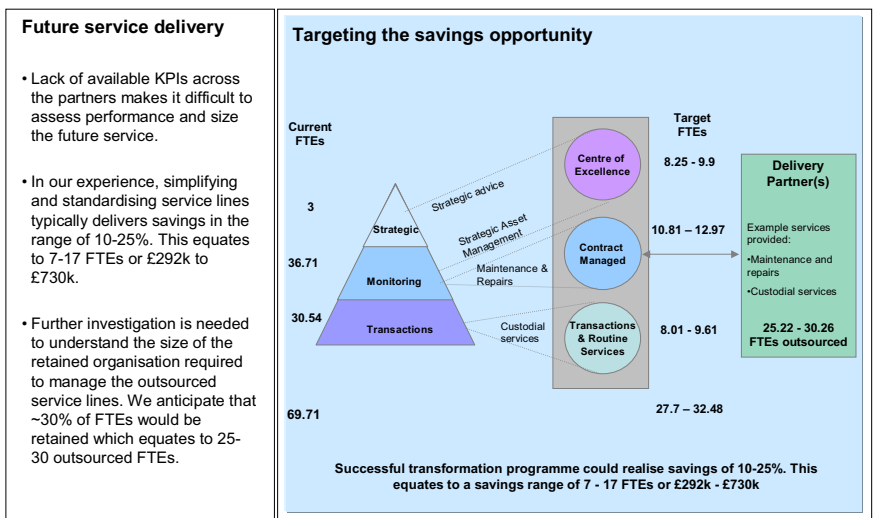 Future service delivery
• Lack of available KPIs across
the partners makes it difficult to
assess performance and size
the future service.
• In our experience, simplifying
and standardising service lines
typically delivers savings in the
range of 10-25%. This equates
to 7-17 FTEs or £292k to
£730k.
• Further investigation is needed
to understand the size of the
retained organisation required
to manage the outsourced
service lines. We anticipate that
~30% of FTEs would be
retained which equates to 25-
30 outsourced FTEs.
Targeting the savings opportunity
Current
FTEs
3
36.71
30.54
69.71
Strategic
Monitoring
Transactions
Strategic advice
Strategic Asset
Management
Maintenance &
Repairs
Custodial
services
Centre of
Excellence
Contract
Managed
Transactions
& Routine
Services
Target
FTEs
8.25 - 9.9
10.81 – 12.97
8.01 - 9.61
27.7 – 32.48
Delivery
Partner(s)
Example services
provided:
•Maintenance and
repairs
•Custodial services
25.22 - 30.26
FTEs outsourced
Successful transformation programme could realise savings of 10-25%. This
equates to a savings range of 7 - 17 FTEs or £292k - £730k